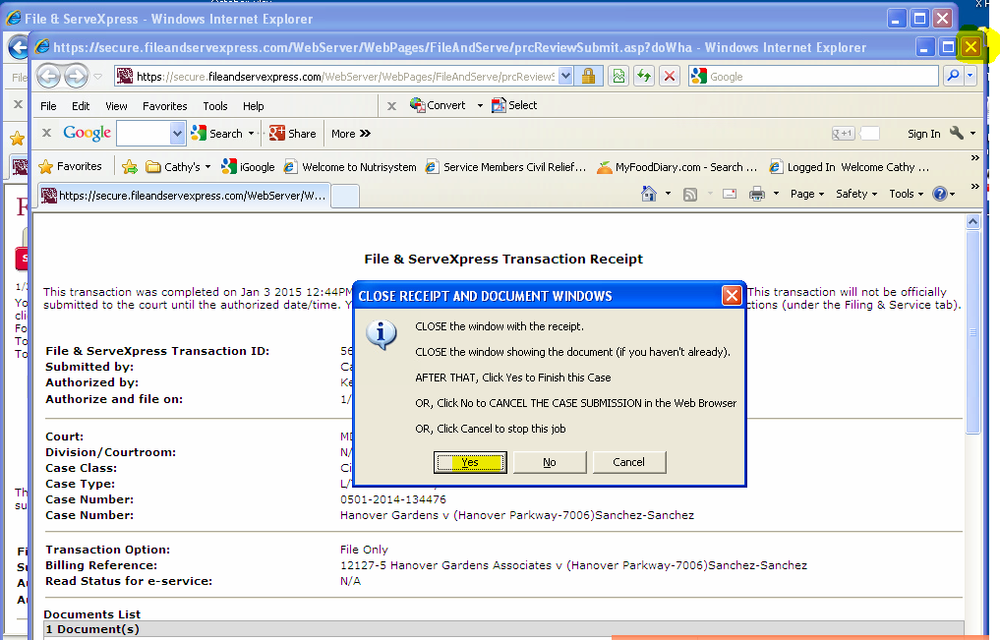 File & ServeXpress - Windows Internet Explorer
https://secure.fileandservexpress.com/WebServer/WebPages/FileAndServe/prcReviewSubmit.asp?doWha - Windows Internet Explorer
File
https://secure.fileandservexpress.com/WebServer/WebPages/FileAndServe/prcReviewS
Google
File Edit View Favorites Tools Help
x Convert Select
x Google Search Share More »
+1 Sign In
Favorites Cathy's iGoogle Welcome to Nutrisystem Service Members Civil Relief... MyFoodDiary.com - Search ... Logged In Welcome Cathy ... »
https://secure.fileandservexpress.com/WebServer/W...
Page Safety Tools »
File & ServeXpress Transaction Receipt
This transaction was completed on Jan 3 2015 12:44PM
This transaction will not be officially
submitted to the court until the authorized date/time. Y
ctions (under the Filing & Service tab).
CLOSE RECEIPT AND DOCUMENT WINDOWS
CLOSE the window with the receipt.
CLOSE the window showing the document (if you haven't already).
AFTER THAT, Click Yes to Finish this Case
OR, Click No to CANCEL THE CASE SUBMISSION in the Web Browser
OR, Click Cancel to stop this job
Yes No Cancel
File & ServeXpress Transaction ID: 56
Submitted by: Ca
Authorized by: Ke
Authorize and file on: 1/
Court: MD
Division/Courtroom: N/
Case Class: Ci
Case Type: L/
Case Number: 0501-2014-134476
Case Number: Hanover Gardens v (Hanover Parkway-7006)Sanchez-Sanchez
Transaction Option: File Only
Billing Reference: 12127-5 Hanover Gardens Associates v (Hanover Parkway-7006)Sanchez-Sanchez
Read Status for e-service: N/A
Documents List
1 Document(s)